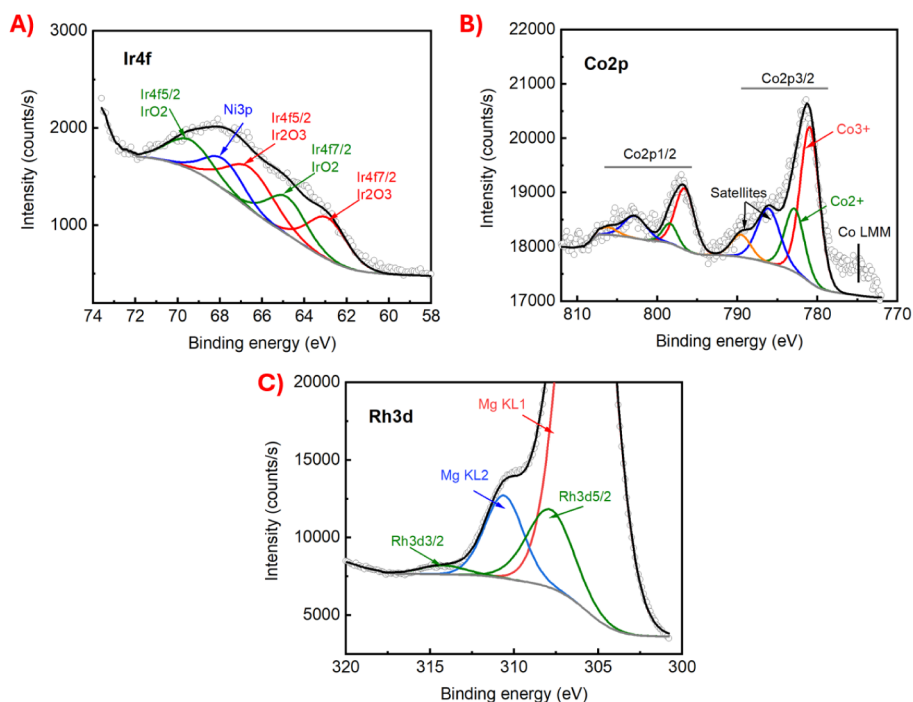 A)
Ir4f
Ir4f5/2
IrO2
Ni3p
Ir4f5/2
Ir2O3
Ir4f7/2
IrO2
Ir4f7/2
Ir2O3
3000
2000
1000
Intensity (counts/s)
74 72 70 68 66 64 62 60 58
Binding energy (eV)
B)
Co2p
Co2p3/2
Co2p1/2
Satellites
Co3+
Co2+
Co LMM
22000
21000
20000
19000
18000
17000
Intensity (counts/s)
810 800 790 780 770
Binding energy (eV)
C)
Rh3d
Mg KL1
Mg KL2
Rh3d5/2
Rh3d3/2
20000
15000
10000
5000
Intensity (counts/s)
320 315 310 305 300
Binding energy (eV)